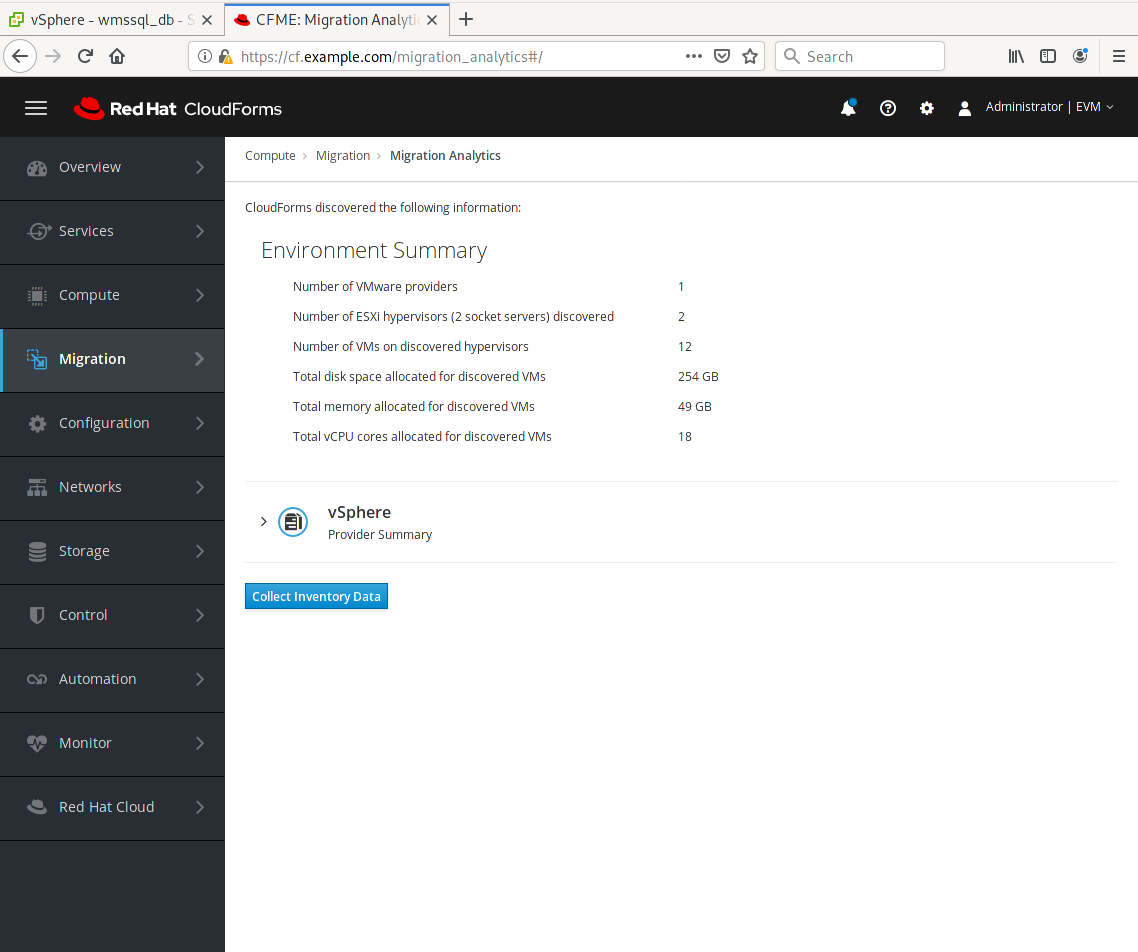 vSphere - wmssql_db - S
CFME: Migration Analytic
https://cf.example.com/migration_analytics#/
Search
Red Hat CloudForms
Administrator | EVM
Overview
Services
Compute
Migration
Configuration
Networks
Storage
Control
Automation
Monitor
Red Hat Cloud
Compute > Migration > Migration Analytics
CloudForms discovered the following information:
Environment Summary
Number of VMware providers 1
Number of ESXi hypervisors (2 socket servers) discovered 2
Number of VMs on discovered hypervisors 12
Total disk space allocated for discovered VMs 254 GB
Total memory allocated for discovered VMs 49 GB
Total vCPU cores allocated for discovered VMs 18
vSphere
Provider Summary
Collect Inventory Data